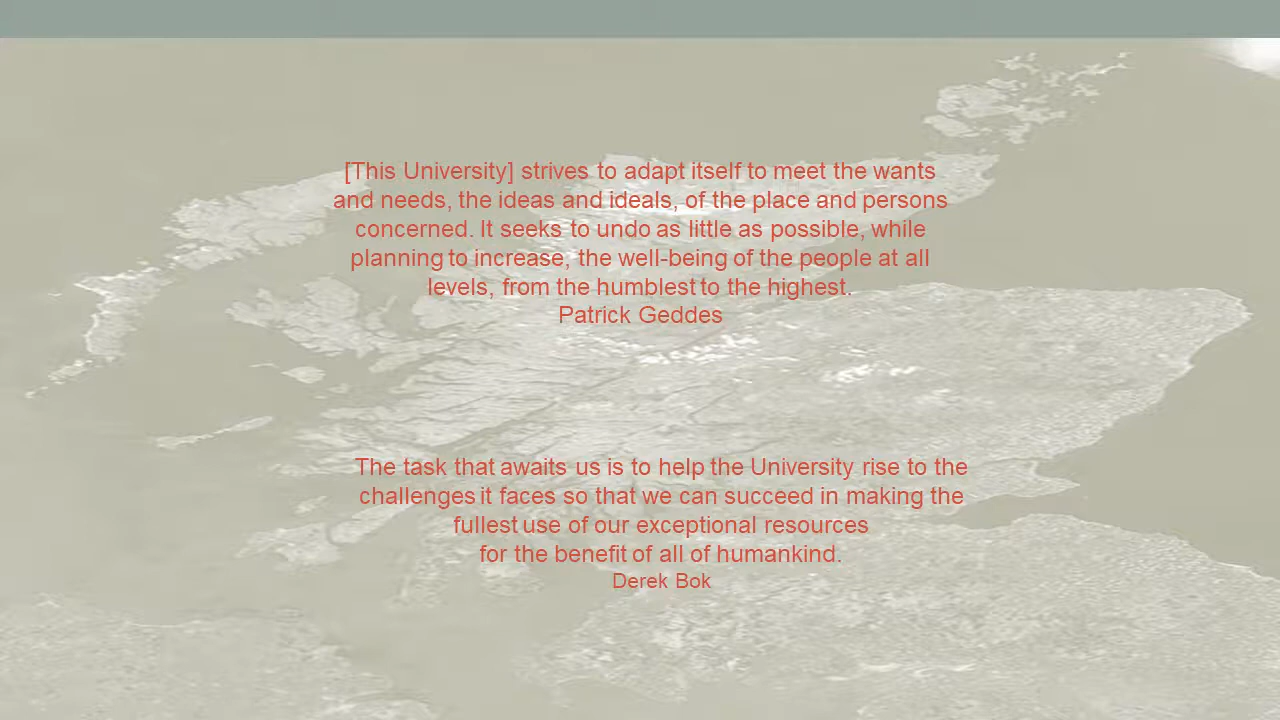 [This University] strives to adapt itself to meet the wants
and needs, the ideas and ideals, of the place and persons
concerned. It seeks to undo as little as possible, while
planning to increase, the well-being of the people at all
levels, from the humblest to the highest.
Patrick Geddes
The task that awaits us is to help the University rise to the
challenges it faces so that we can succeed in making the
fullest use of our exceptional resources
for the benefit of all of humankind.
Derek Bok